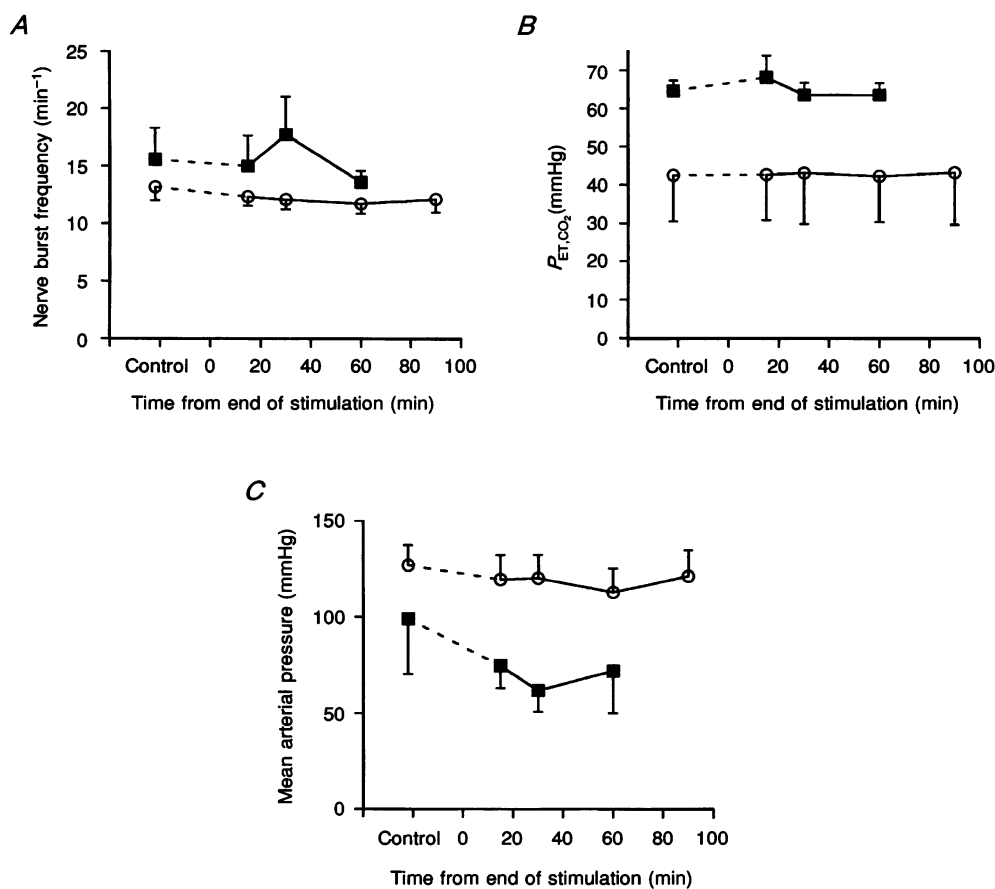 A
Nerve burst frequency (min⁻¹)
25
20
15
10
5
0
Control 0 20 40 60 80 100
Time from end of stimulation (min)
B
P_ET,CO₂ (mmHg)
70
60
50
40
30
20
10
0
Control 0 20 40 60 80 100
Time from end of stimulation (min)
C
Mean arterial pressure (mmHg)
150
100
50
0
Control 0 20 40 60 80 100
Time from end of stimulation (min)